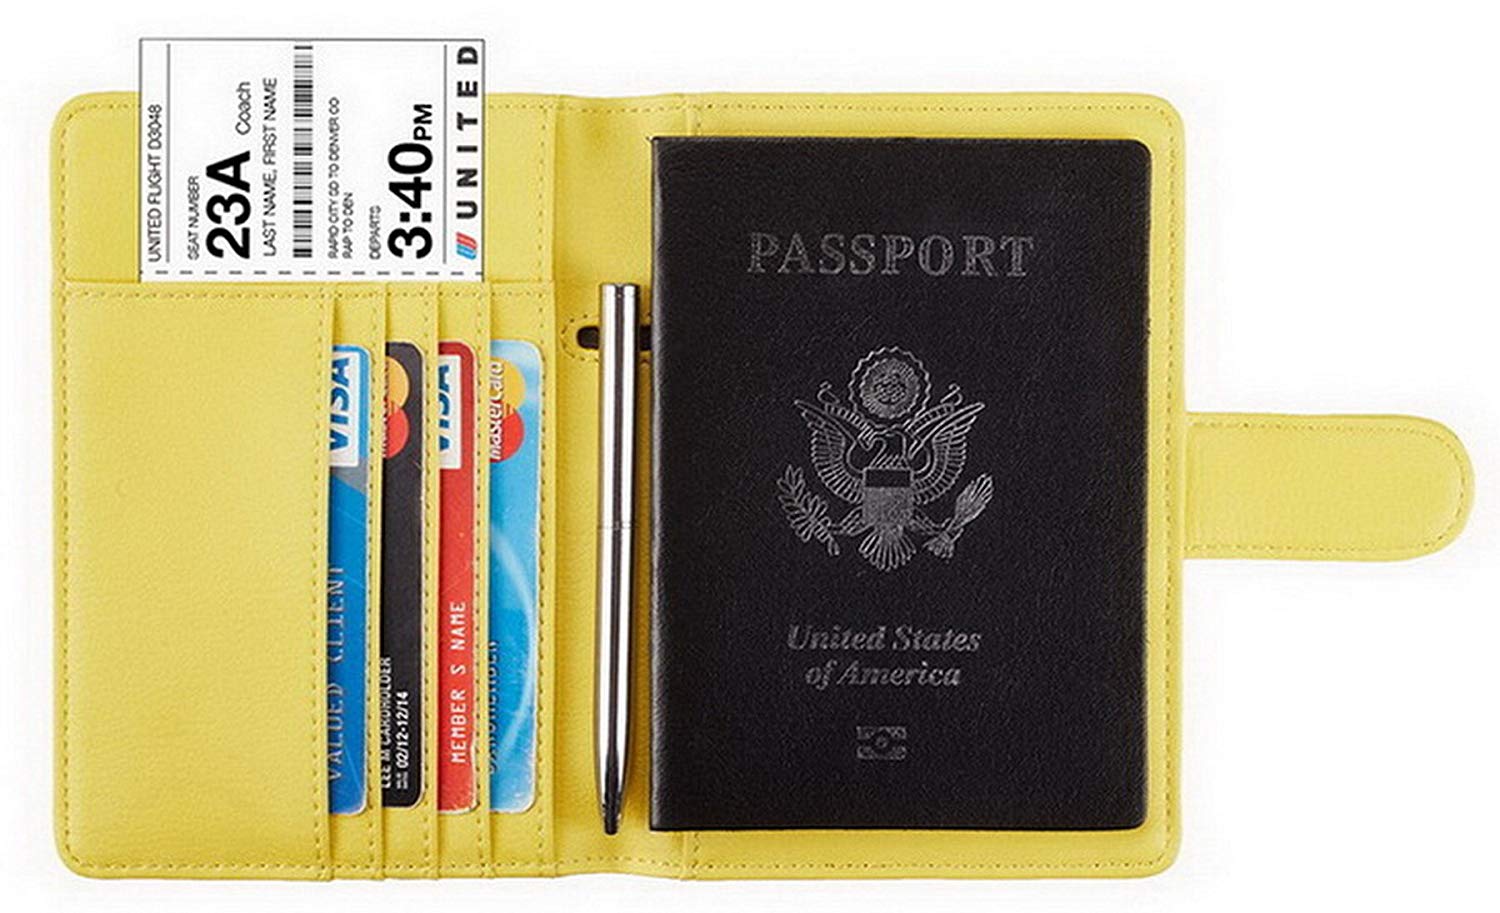 UNITED FLIGHT D3048
SEAT NUMBER
23A Coach
LAST NAME, FIRST NAME
RAPID CITY SD TO DENVER CO
RAP TO DEN
DEPARTS
3:40PM
UNITED
VISA
VALUED CLIENT
LEE M CARDHOLDER
02/12-12/14
VISA
MEMBER S NAME
MasterCard
PASSPORT
United States
of America